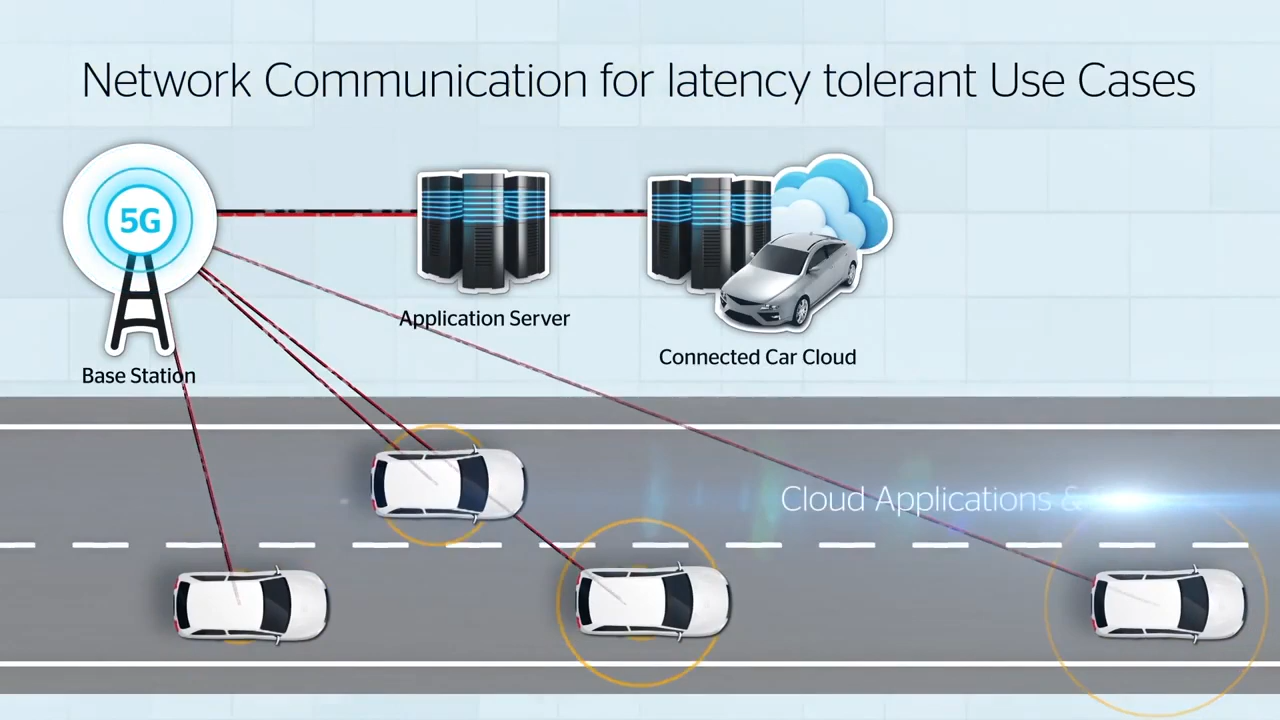 Network Communication for latency tolerant Use Cases
5G
Application Server
Connected Car Cloud
Base Station
Cloud Applications &